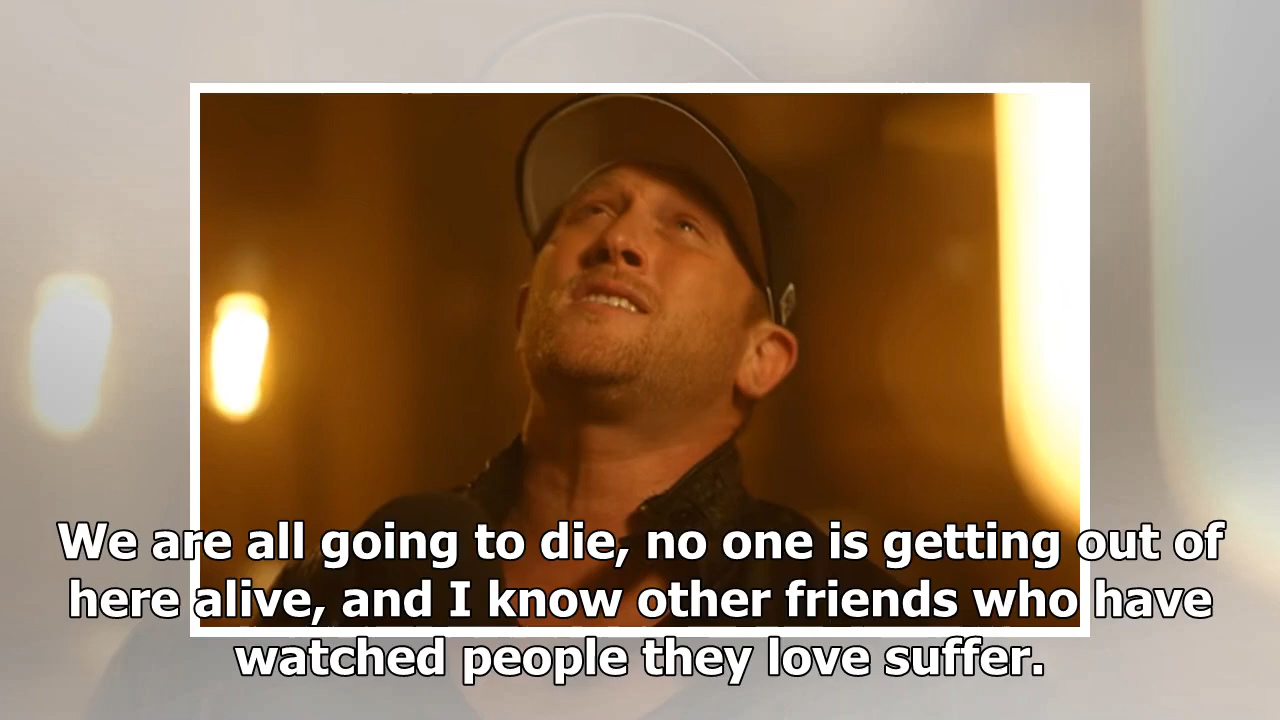 We are all going to die, no one is getting out of
here alive, and I know other friends who have
watched people they love suffer.